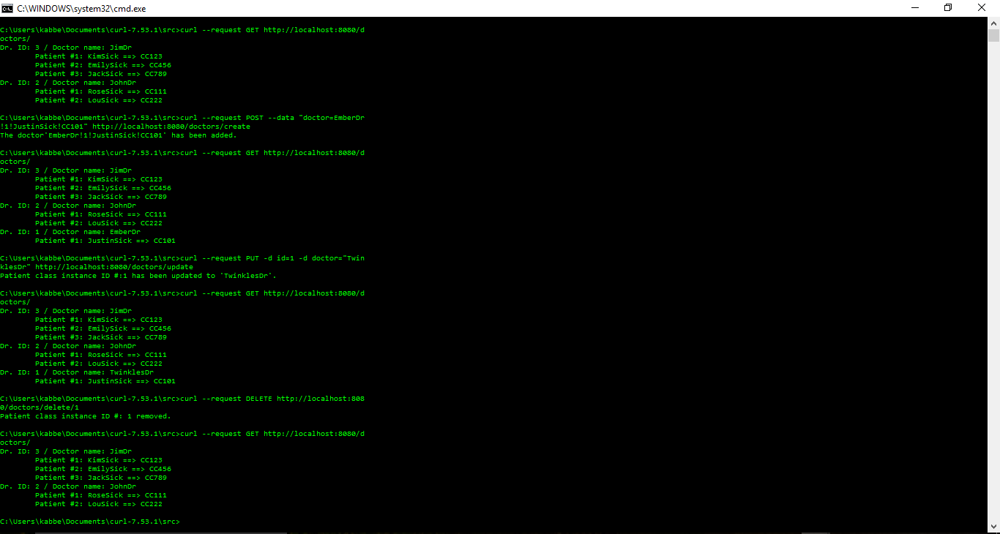 C:\WINDOWS\system32\cmd.exe
C:\Users\kabbe\Documents\curl-7.53.1\src>curl --request GET http://localhost:8080/d
octors/
Dr. ID: 3 / Doctor name: JimDr
        Patient #1: KimSick ==> CC123
        Patient #2: EmilySick ==> CC456
        Patient #3: JackSick ==> CC789
Dr. ID: 2 / Doctor name: JohnDr
        Patient #1: RoseSick ==> CC111
        Patient #2: LouSick ==> CC222
C:\Users\kabbe\Documents\curl-7.53.1\src>curl --request POST --data "doctor=EmberDr
!1!JustinSick!CC101" http://localhost:8080/doctors/create
The doctor'EmberDr!1!JustinSick!CC101' has been added.
C:\Users\kabbe\Documents\curl-7.53.1\src>curl --request GET http://localhost:8080/d
octors/
Dr. ID: 3 / Doctor name: JimDr
        Patient #1: KimSick ==> CC123
        Patient #2: EmilySick ==> CC456
        Patient #3: JackSick ==> CC789
Dr. ID: 2 / Doctor name: JohnDr
        Patient #1: RoseSick ==> CC111
        Patient #2: LouSick ==> CC222
Dr. ID: 1 / Doctor name: EmberDr
        Patient #1: JustinSick ==> CC101
C:\Users\kabbe\Documents\curl-7.53.1\src>curl --request PUT -d id=1 -d doctor="Twin
klesDr" http://localhost:8080/doctors/update
Patient class instance ID #:1 has been updated to 'TwinklesDr'.
C:\Users\kabbe\Documents\curl-7.53.1\src>curl --request GET http://localhost:8080/d
octors/
Dr. ID: 3 / Doctor name: JimDr
        Patient #1: KimSick ==> CC123
        Patient #2: EmilySick ==> CC456
        Patient #3: JackSick ==> CC789
Dr. ID: 2 / Doctor name: JohnDr
        Patient #1: RoseSick ==> CC111
        Patient #2: LouSick ==> CC222
Dr. ID: 1 / Doctor name: TwinklesDr
        Patient #1: JustinSick ==> CC101
C:\Users\kabbe\Documents\curl-7.53.1\src>curl --request DELETE http://localhost:808
0/doctors/delete/1
Patient class instance ID #: 1 removed.
C:\Users\kabbe\Documents\curl-7.53.1\src>curl --request GET http://localhost:8080/d
octors/
Dr. ID: 3 / Doctor name: JimDr
        Patient #1: KimSick ==> CC123
        Patient #2: EmilySick ==> CC456
        Patient #3: JackSick ==> CC789
Dr. ID: 2 / Doctor name: JohnDr
        Patient #1: RoseSick ==> CC111
        Patient #2: LouSick ==> CC222
C:\Users\kabbe\Documents\curl-7.53.1\src>